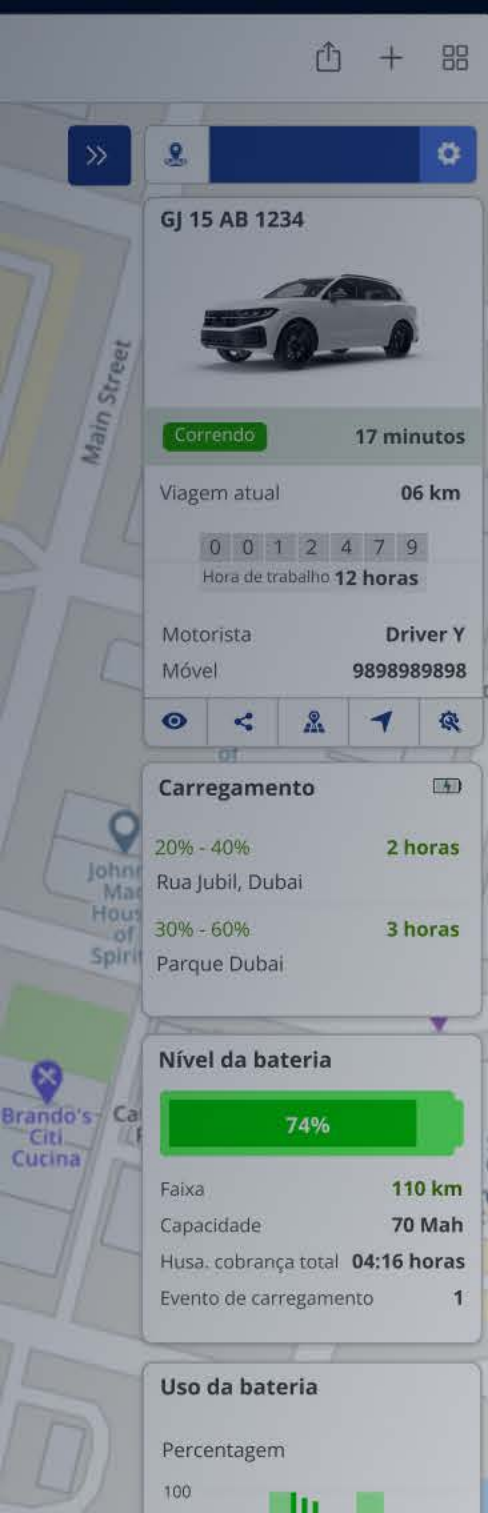 GJ 15 AB 1234
Main Street
Correndo 17 minutos
Viagem atual 06 km
0 0 1 2 4 7 9
Hora de trabalho 12 horas
Motorista Driver Y
Móvel 9898989898
of
Carregamento
20% - 40% 2 horas
Rua Jubil, Dubai
30% - 60% 3 horas
Parque Dubai
of
Nível da bateria
74%
Brando's
Citi
Cucina
Faixa 110 km
Capacidade 70 Mah
Husa. cobrança total 04:16 horas
Evento de carregamento 1
Uso da bateria
Percentagem
100